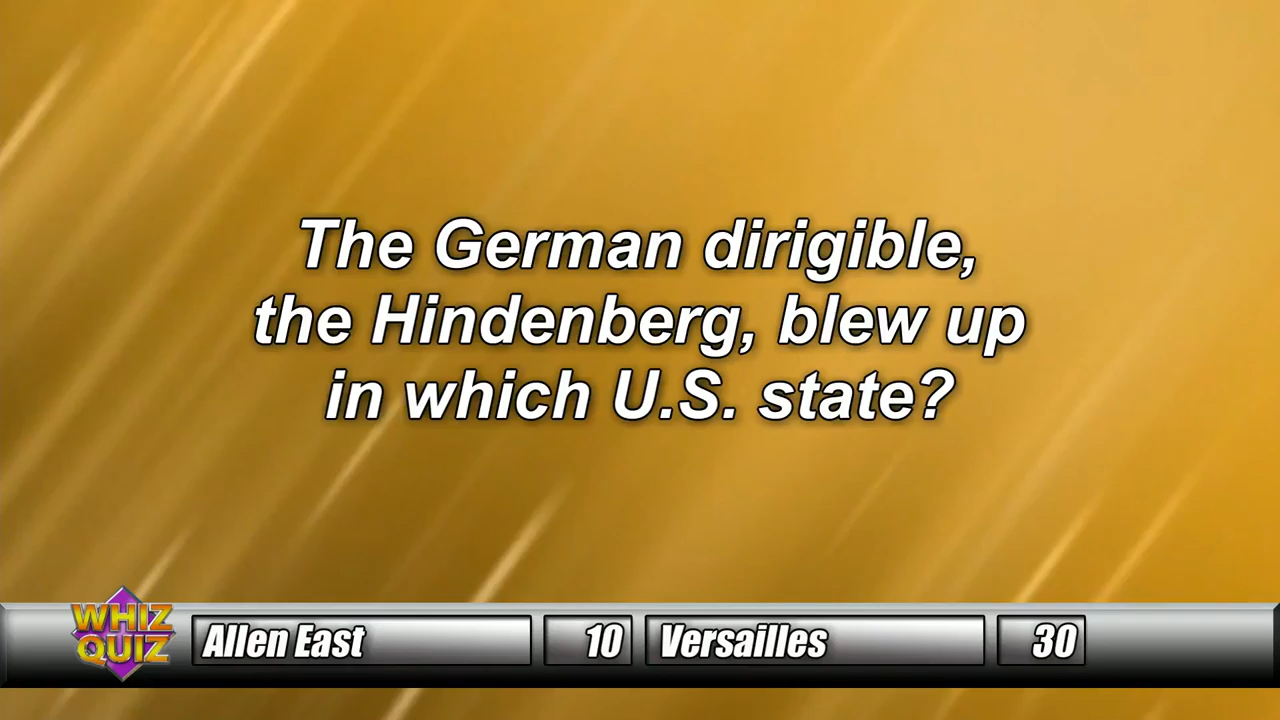 The German dirigible,
the Hindenberg, blew up
in which U.S. state?
WHIZ
QUIZ
Allen East
10
Versailles
30